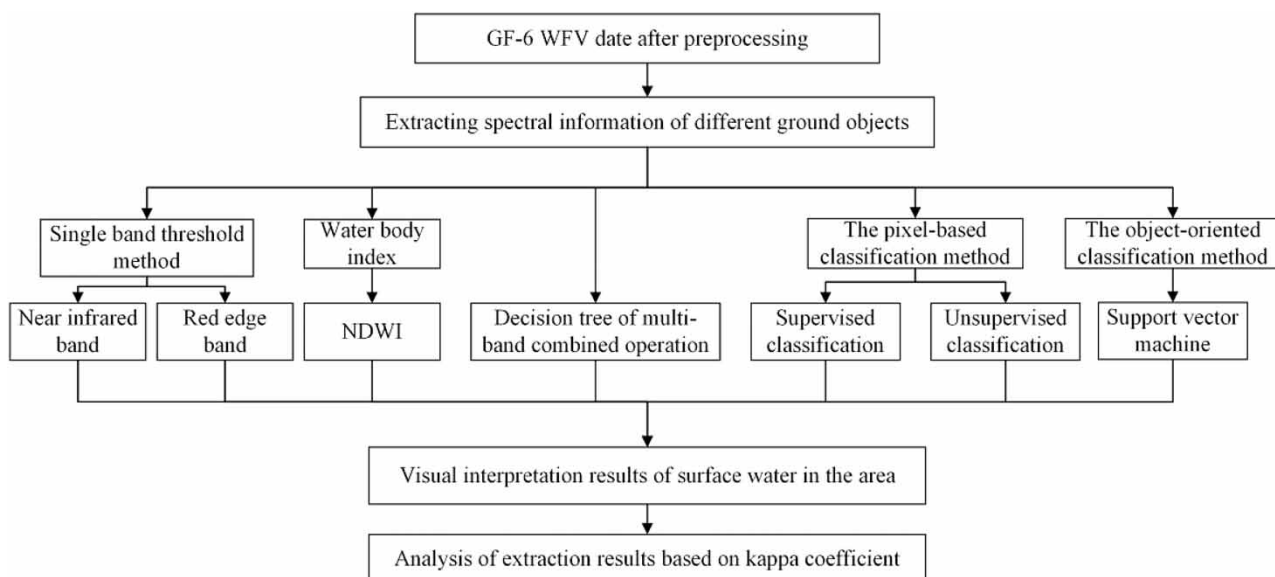 GF-6 WFV date after preprocessing
Extracting spectral information of different ground objects
Single band threshold
method
Water body
index
The pixel-based
classification method
The object-oriented
classification method
Near infrared
band
Red edge
band
NDWI
Decision tree of multi-
band combined operation
Supervised
classification
Unsupervised
classification
Support vector
machine
Visual interpretation results of surface water in the area
Analysis of extraction results based on kappa coefficient